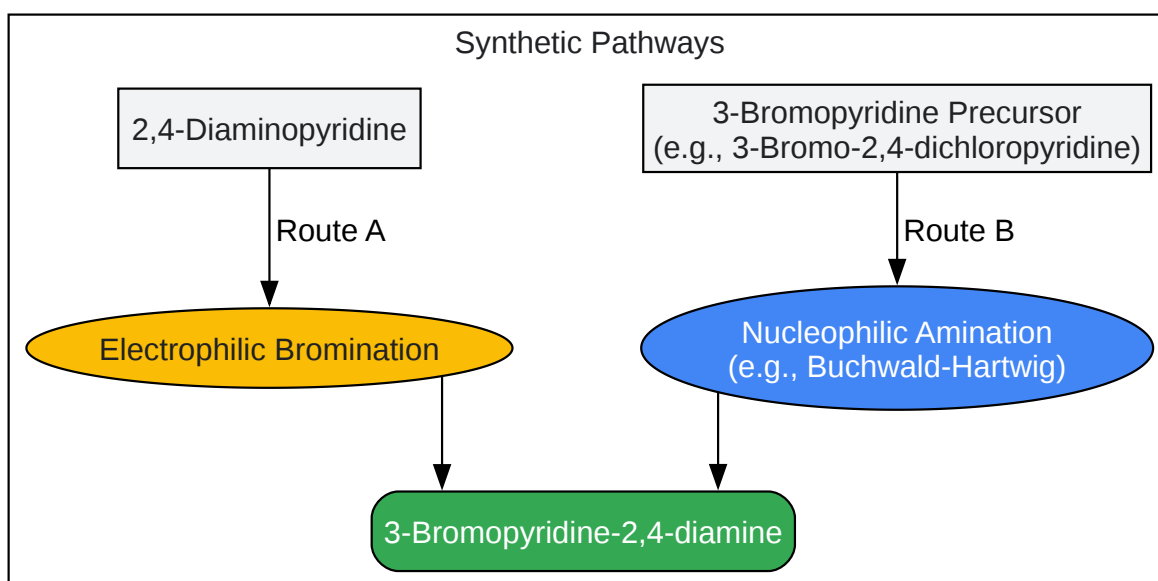 Synthetic Pathways
2,4-Diaminopyridine
3-Bromopyridine Precursor
(e.g., 3-Bromo-2,4-dichloropyridine)
Route A
Route B
Electrophilic Bromination
Nucleophilic Amination
(e.g., Buchwald-Hartwig)
3-Bromopyridine-2,4-diamine